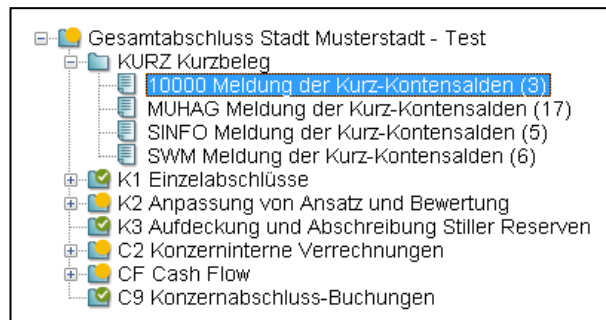 Gesamtabschluss Stadt Musterstadt - Test
KURZ Kurzbeleg
10000 Meldung der Kurz-Kontensalden (3)
MUHAG Meldung der Kurz-Kontensalden (17)
SINFO Meldung der Kurz-Kontensalden (5)
SWM Meldung der Kurz-Kontensalden (6)
K1 Einzelabschlüsse
K2 Anpassung von Ansatz und Bewertung
K3 Aufdeckung und Abschreibung Stiller Reserven
C2 Konzerninterne Verrechnungen
CF Cash Flow
C9 Konzernabschluss-Buchungen